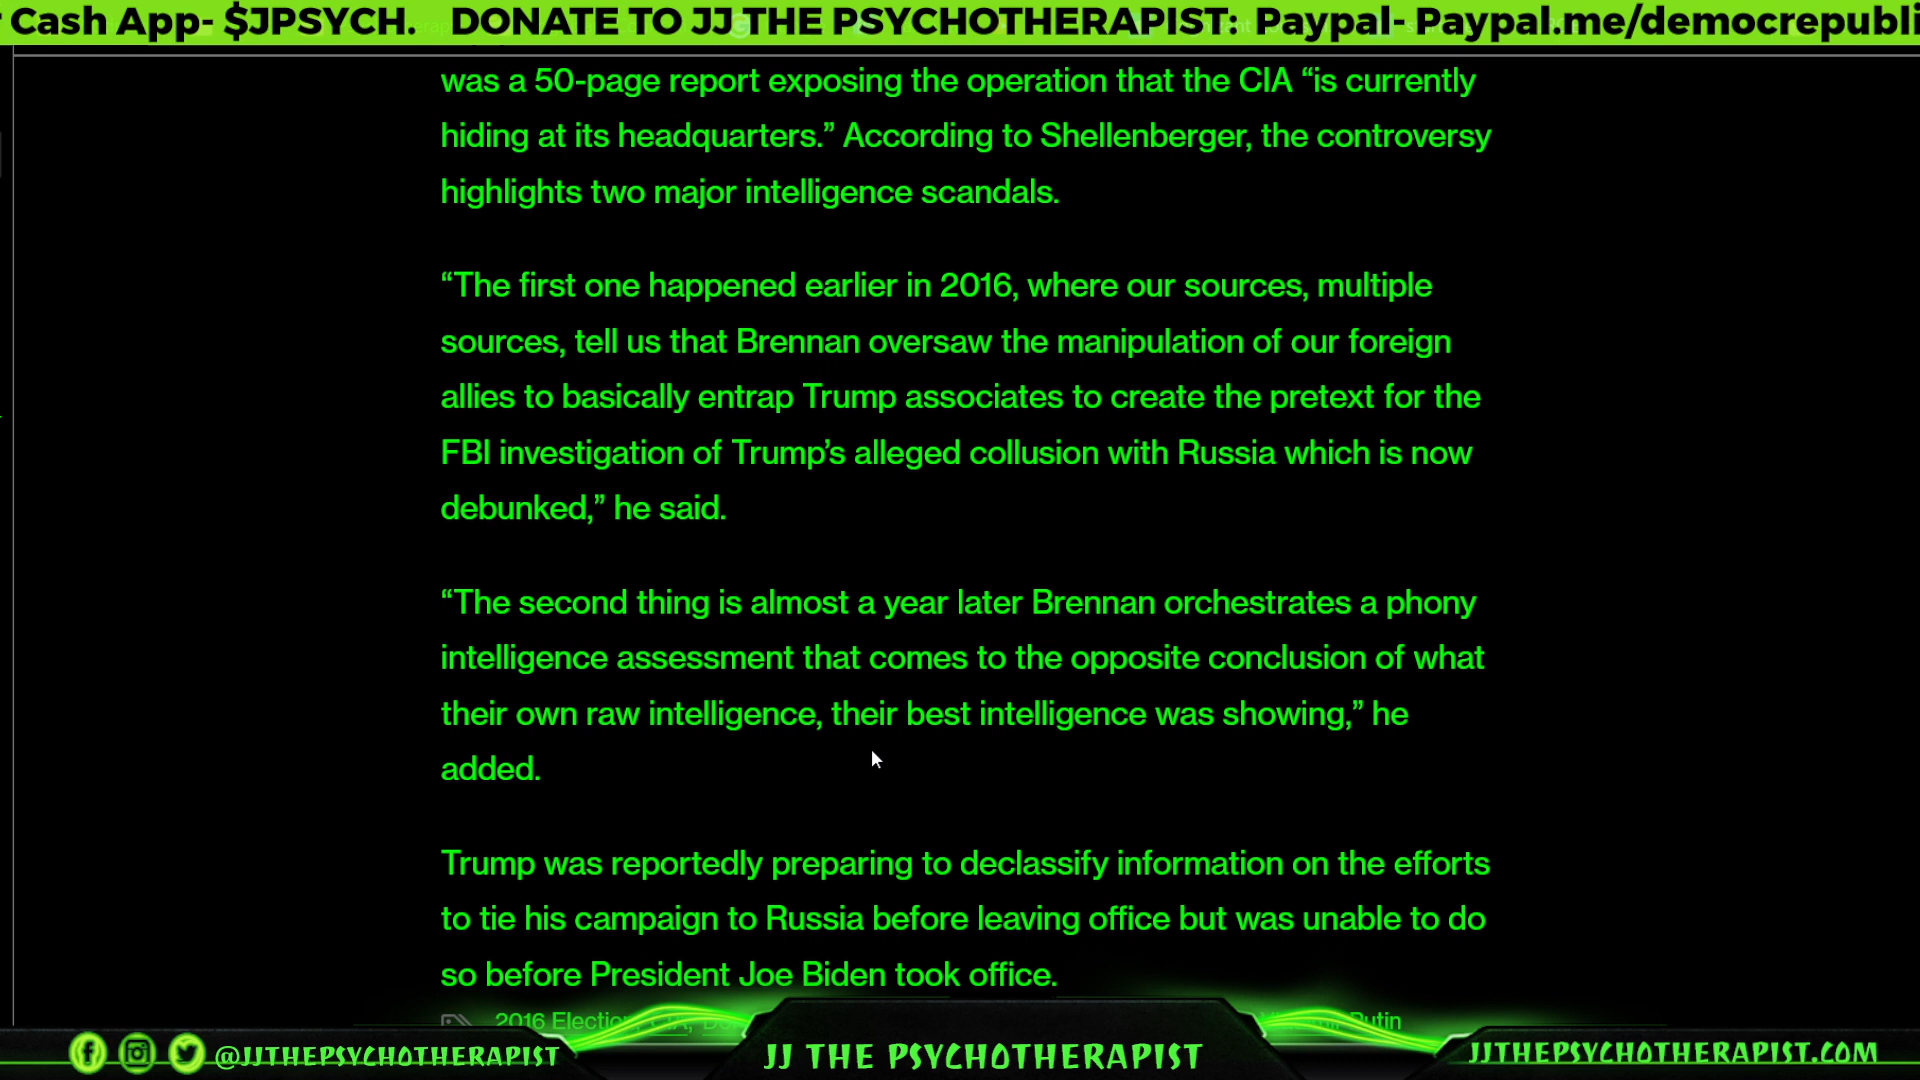 Cash App- $JPSYCH.   DONATE TO JJ THE PSYCHOTHERAPIST:  Paypal- Paypal.me/democrepubli
was a 50-page report exposing the operation that the CIA “is currently
hiding at its headquarters.” According to Shellenberger, the controversy
highlights two major intelligence scandals.
“The first one happened earlier in 2016, where our sources, multiple
sources, tell us that Brennan oversaw the manipulation of our foreign
allies to basically entrap Trump associates to create the pretext for the
FBI investigation of Trump’s alleged collusion with Russia which is now
debunked,” he said.
“The second thing is almost a year later Brennan orchestrates a phony
intelligence assessment that comes to the opposite conclusion of what
their own raw intelligence, their best intelligence was showing,” he
added.
Trump was reportedly preparing to declassify information on the efforts
to tie his campaign to Russia before leaving office but was unable to do
so before President Joe Biden took office.
2016 Election, CIA, Putin
@JJTHEPSYCHOTHERAPIST
JJ THE PSYCHOTHERAPIST
JJTHEPSYCHOTHERAPIST.COM